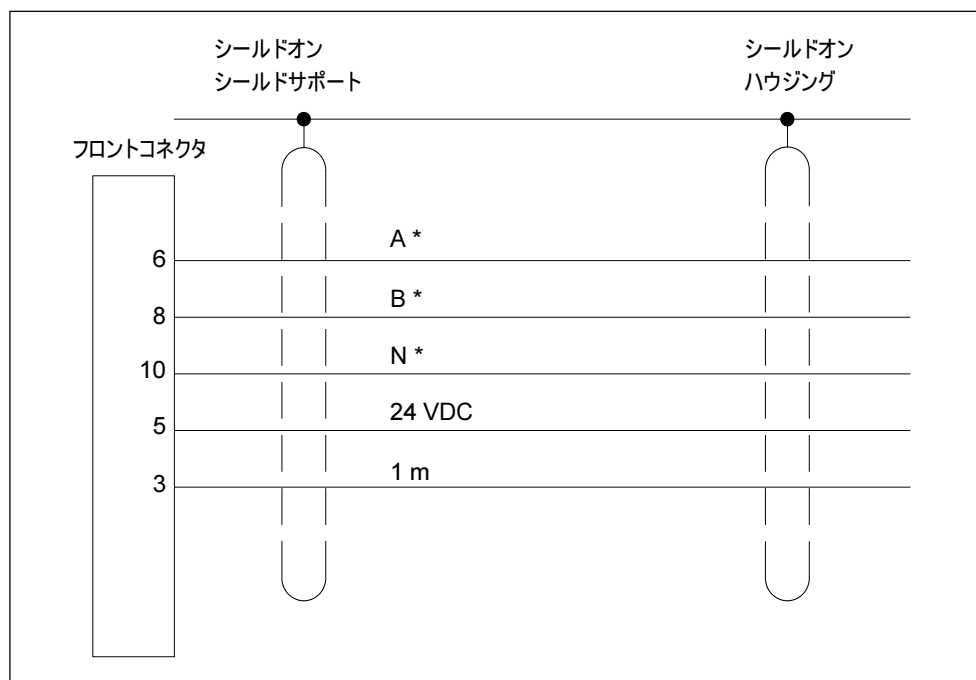 シールドオン
シールドサポート
シールドオン
ハウジング
フロントコネクタ
6
A *
8
B *
10
N *
5
24 VDC
3
1 m